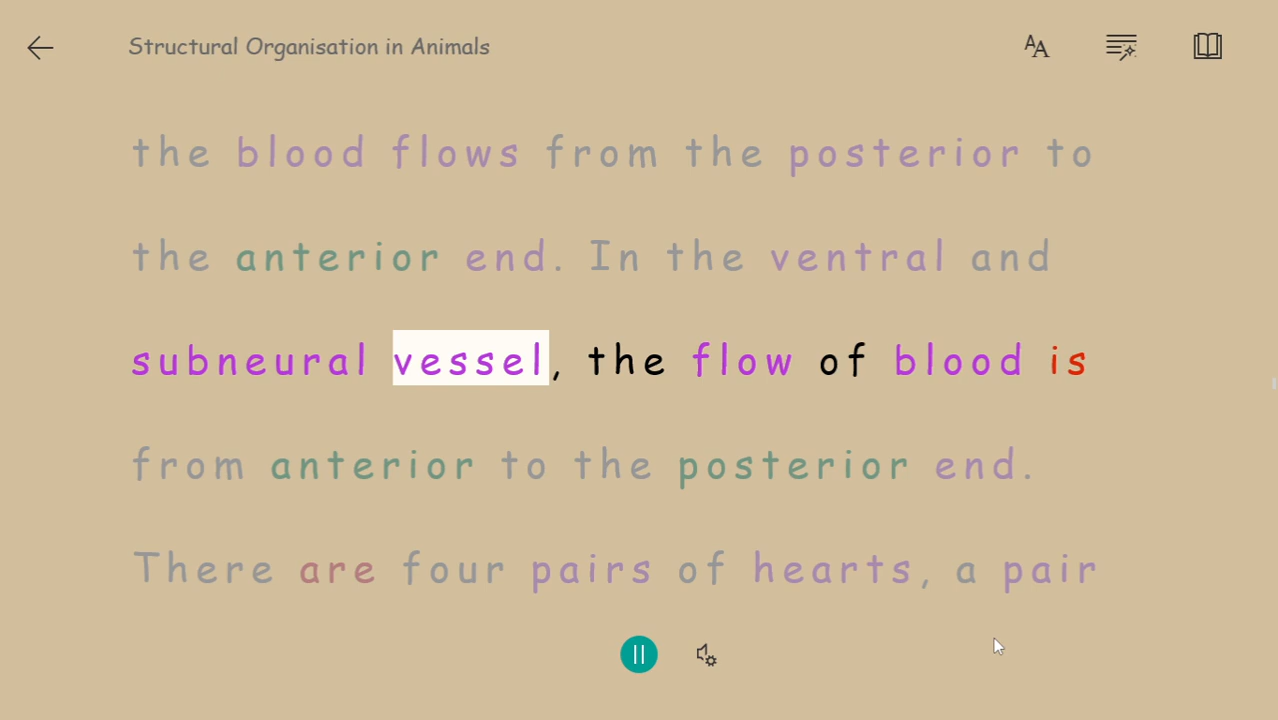 Structural Organisation in Animals
the blood flows from the posterior to
the anterior end. In the ventral and
subneural vessel, the flow of blood is
from anterior to the posterior end.
There are four pairs of hearts, a pair